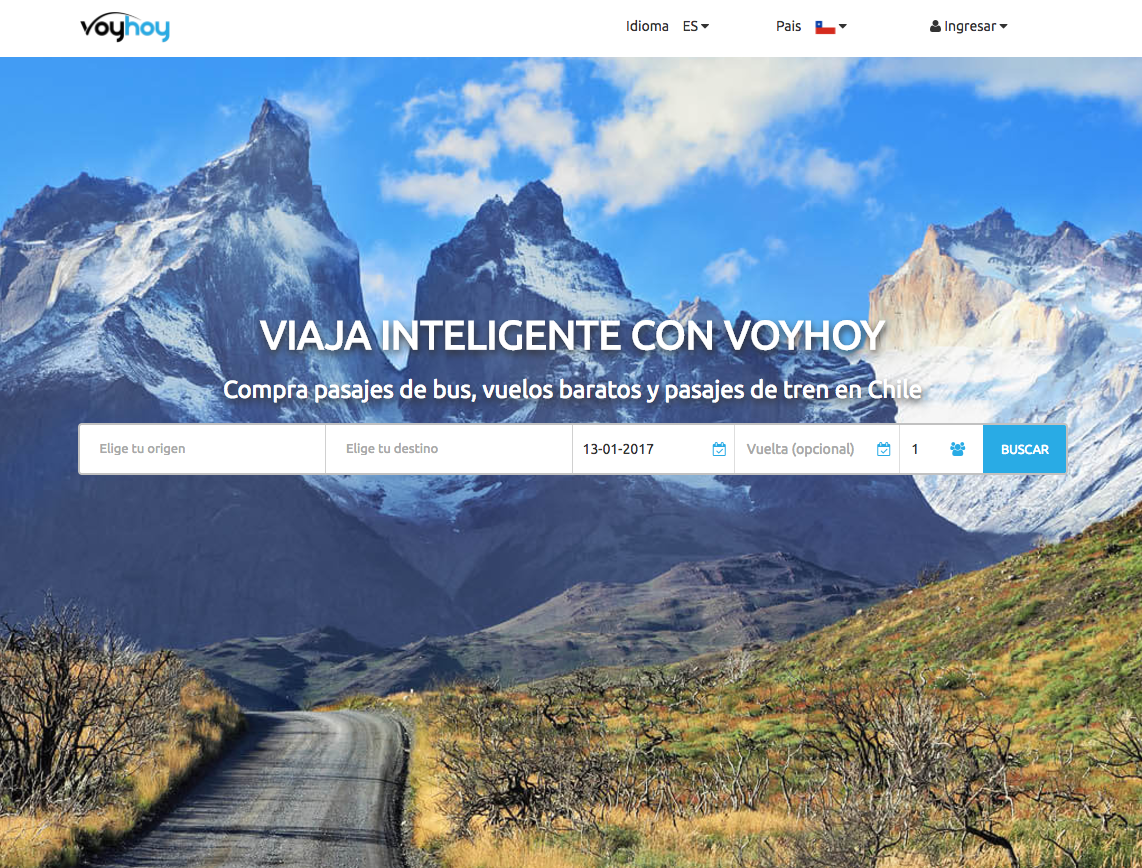 voyhoy
Idioma ES
Pais
Ingresar
VIAJA INTELIGENTE CON VOYHOY
Compra pasajes de bus, vuelos baratos y pasajes de tren en Chile
Elige tu origen
Elige tu destino
13-01-2017
Vuelta (opcional)
1
BUSCAR